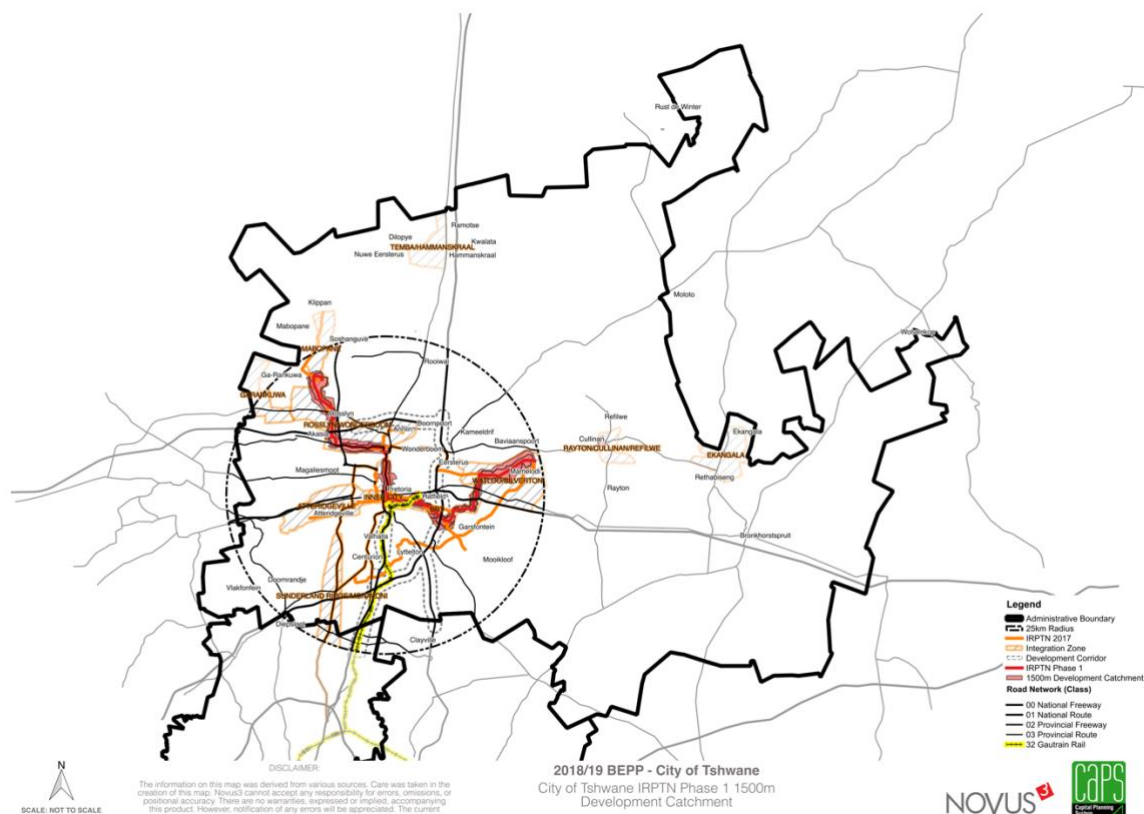 Rust de Winter
Ramotse
Dilopye
Kwalata
TEMBA/HAMMANSKRAAL
Nuwe Eersterus
Hammanskraal
Moloto
Klippan
Mabopane
Soshanguve
MABOPANE
Rooiwal
Ga-Rankuwa
GARANKUWA
Refilwe
Ekangala
Kameeldrif
Cullinan
Baviaanspoort
Wonderboom
RAYTON/CULLINAN/REFILWE
EKANGALA
Eersterus
Magaliesmoot
Mamelodi
Rethabiseng
Rayton
Pretoria
ATTERIDGEVILLE
Atteridgeville
Garsfontein
Bronkhorstspruit
Valhalla
Lyttelton
Centurion
Mooikloof
Doornrandje
Vlakfontein
Diepsloot
Clayville
Legend
Administrative Boundary
25km Radius
IRPTN 2017
Integration Zone
Development Corridor
IRPTN Phase 1
1500m Development Catchment
Road Network (Class)
00 National Freeway
01 National Route
02 Provincial Freeway
03 Provincial Route
32 Gautrain Rail
N
SCALE: NOT TO SCALE
DISCLAIMER:
The information on this map was derived from various sources. Care was taken in
the creation of this map. Novus3 cannot accept any responsibility for errors, omissions, or
positional accuracy. There are no warranties, expressed or implied, accompanying
this product. However, notification of any errors will be appreciated. The current
2018/19 BEPP - City of Tshwane
City of Tshwane IRPTN Phase 1 1500m
Development Catchment
NOVUS3
CAPS
Capital Planning
System